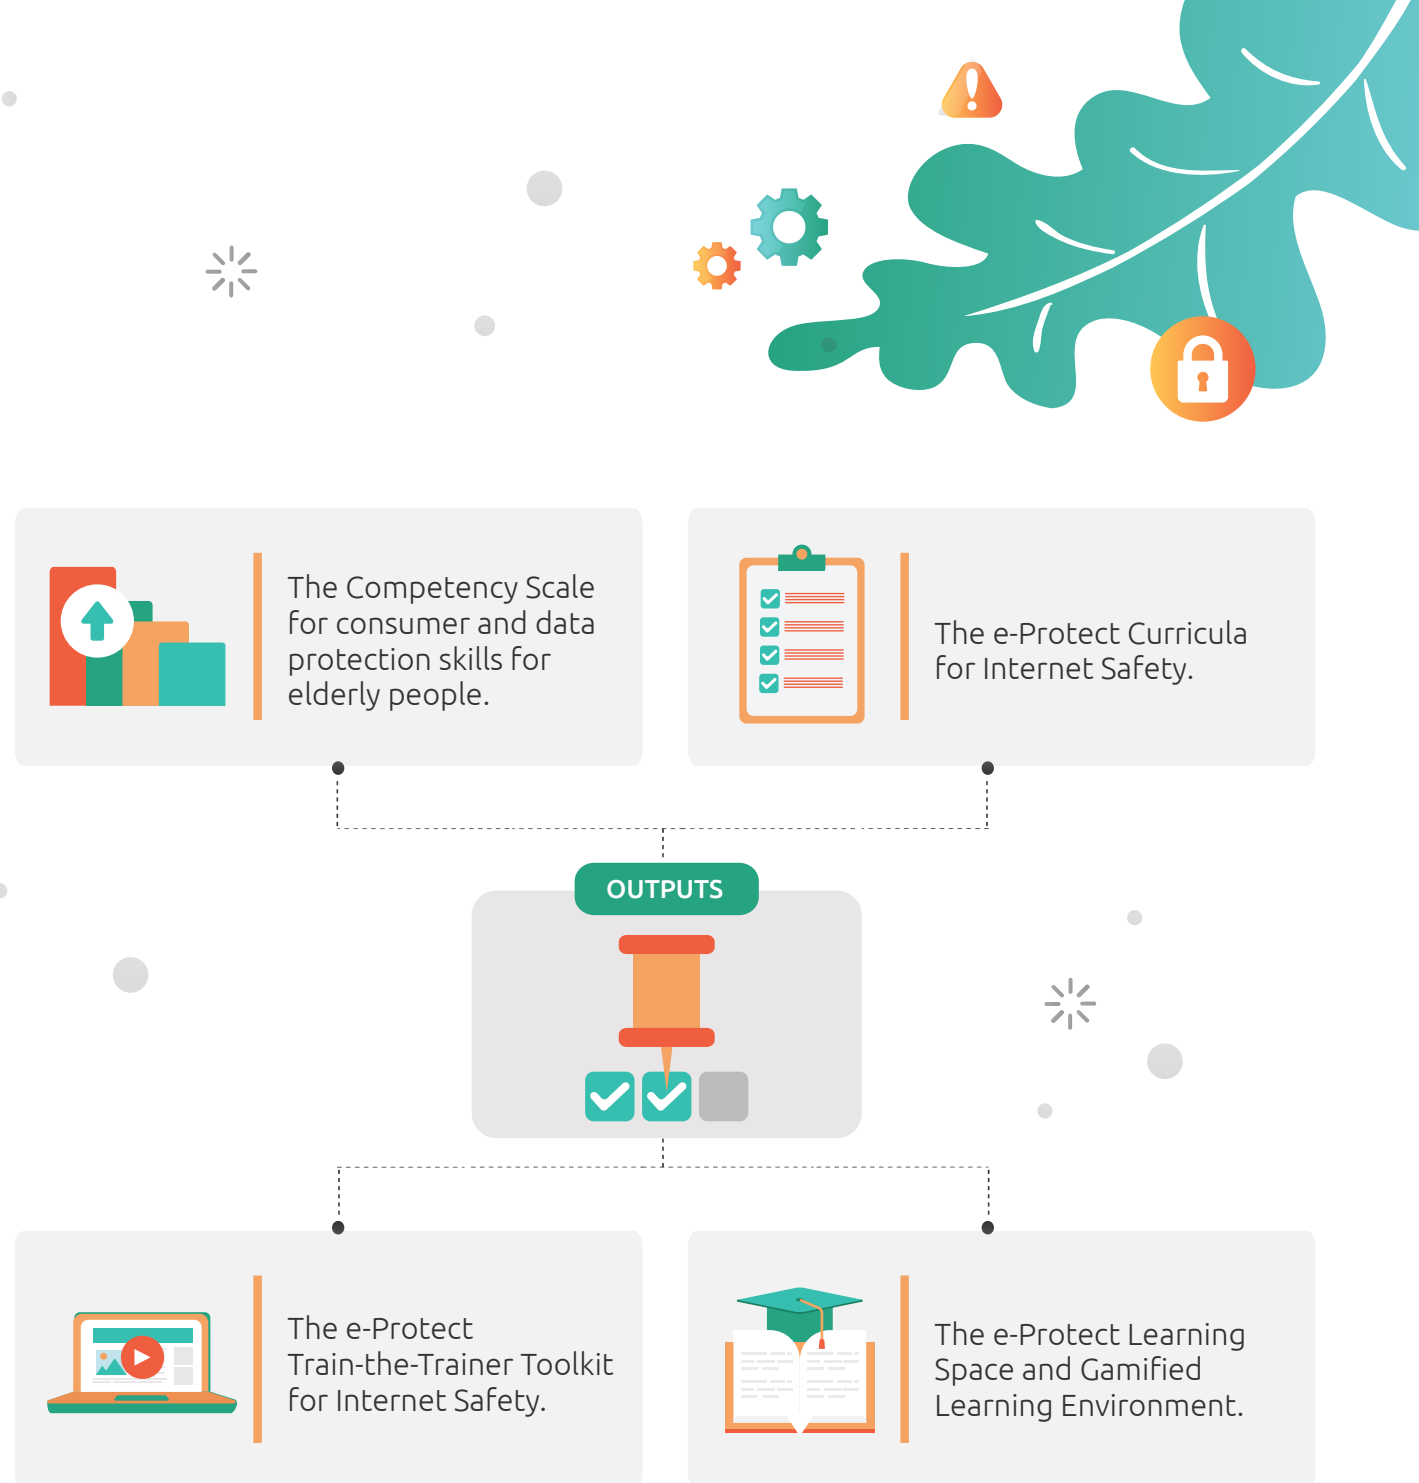 The Competency Scale
for consumer and data
protection skills for
elderly people.
The e-Protect Curricula
for Internet Safety.
OUTPUTS
The e-Protect
Train-the-Trainer Toolkit
for Internet Safety.
The e-Protect Learning
Space and Gamified
Learning Environment.